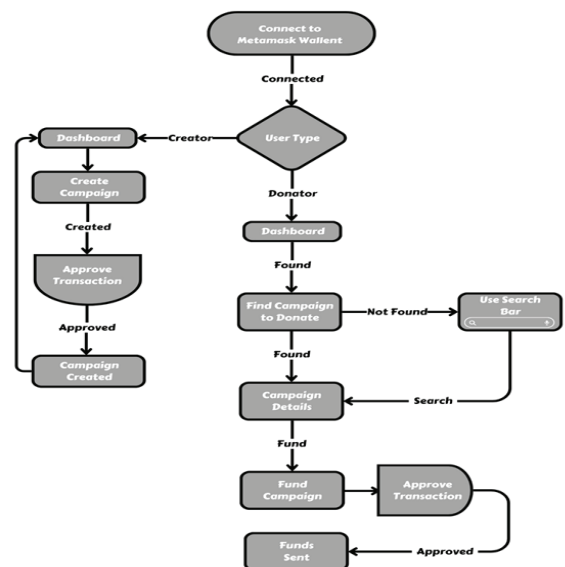 Connect to
Metamask Wallent
Connected
User Type
Creator
Dashboard
Create
Campaign
Created
Approve
Transaction
Approved
Campaign
Created
Donator
Dashboard
Found
Find Campaign
to Donate
Not Found
Use Search
Bar
Found
Search
Campaign
Details
Fund
Fund
Campaign
Approve
Transaction
Approved
Funds
Sent